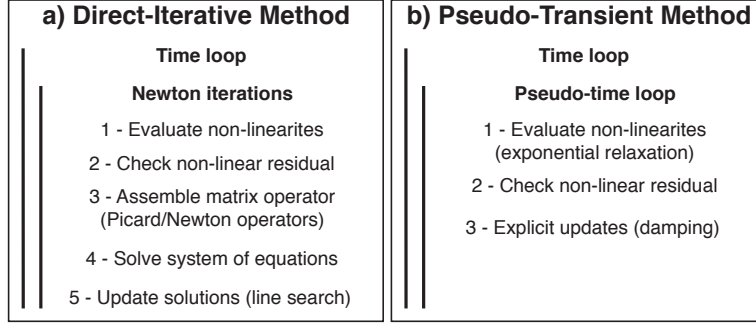 a) Direct-Iterative Method
Time loop
Newton iterations
1 - Evaluate non-linearites
2 - Check non-linear residual
3 - Assemble matrix operator
(Picard/Newton operators)
4 - Solve system of equations
5 - Update solutions (line search)
b) Pseudo-Transient Method
Time loop
Pseudo-time loop
1 - Evaluate non-linearites
(exponential relaxation)
2 - Check non-linear residual
3 - Explicit updates (damping)